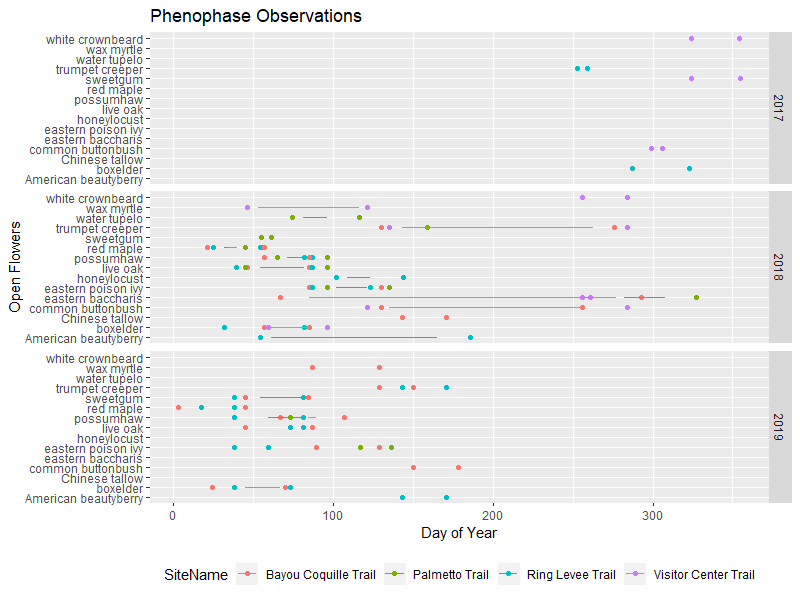 Phenophase Observations
white crownbeard
wax myrtle
water tupelo
trumpet creeper
sweetgum
red maple
possumhaw
live oak
honeylocust
eastern poison ivy
eastern baccharis
common buttonbush
Chinese tallow
boxelder
American beautyberry
2017
white crownbeard
wax myrtle
water tupelo
trumpet creeper
sweetgum
red maple
possumhaw
live oak
honeylocust
eastern poison ivy
eastern baccharis
common buttonbush
Chinese tallow
boxelder
American beautyberry
2018
Open Flowers
white crownbeard
wax myrtle
water tupelo
trumpet creeper
sweetgum
red maple
possumhaw
live oak
honeylocust
eastern poison ivy
eastern baccharis
common buttonbush
Chinese tallow
boxelder
American beautyberry
2019
0 100 200 300
Day of Year
SiteName Bayou Coquille Trail Palmetto Trail Ring Levee Trail Visitor Center Trail